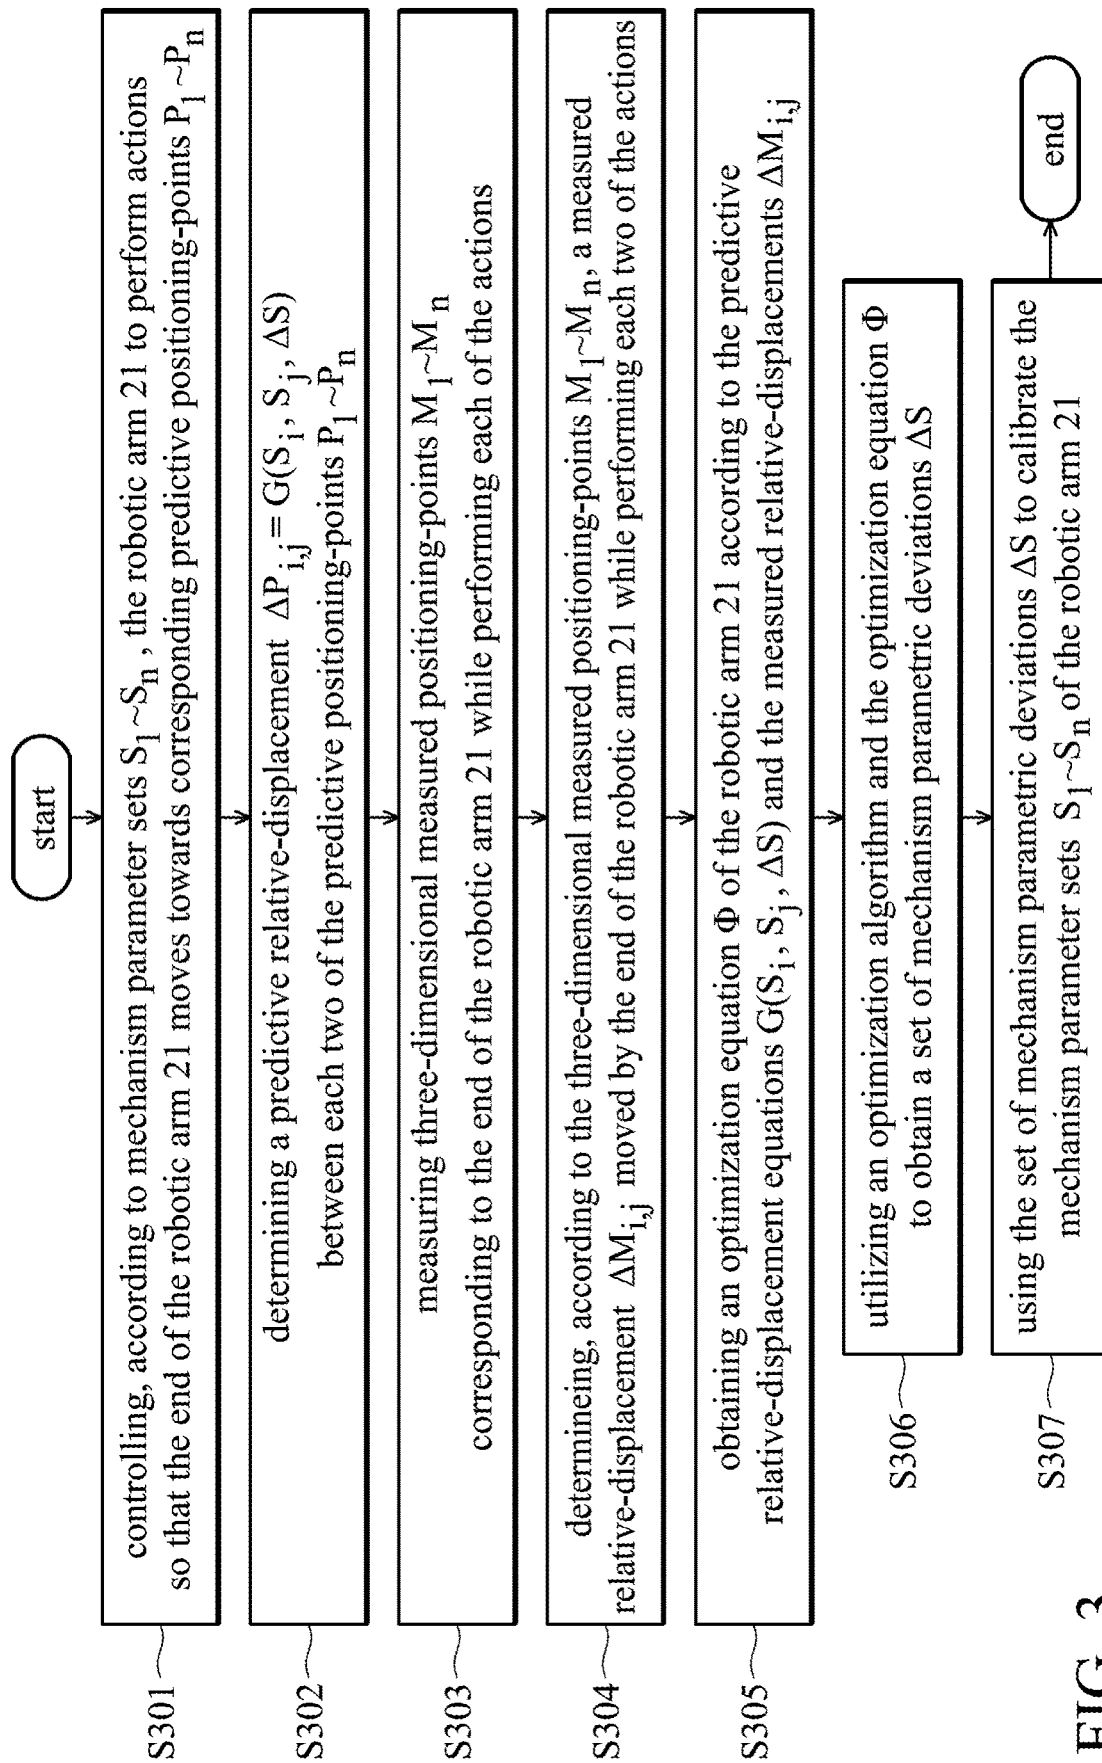 start
S301
controlling, according to mechanism parameter sets S₁~Sₙ , the robotic arm 21 to perform actions
so that the end of the robotic arm 21 moves towards corresponding predictive positioning-points P₁~Pₙ
S302
determining a predictive relative-displacement ΔP_{i,j} = G(S_i, S_j, ΔS)
between each two of the predictive positioning-points P₁~Pₙ
S303
measuring three-dimensional measured positioning-points M₁~Mₙ
corresponding to the end of the robotic arm 21 while performing each of the actions
S304
determineing, according to the three-dimensional measured positioning-points M₁~Mₙ, a measured
relative-displacement ΔM_{i,j} moved by the end of the robotic arm 21 while performing each two of the actions
S305
obtaining an optimization equation Φ of the robotic arm 21 according to the predictive
relative-displacement equations G(S_i, S_j, ΔS) and the measured relative-displacements ΔM_{i,j}
S306
utilizing an optimization algorithm and the optimization equation Φ
to obtain a set of mechanism parametric deviations ΔS
S307
using the set of mechanism parametric deviations ΔS to calibrate the
mechanism parameter sets S₁~Sₙ of the robotic arm 21
end
FIG. 3